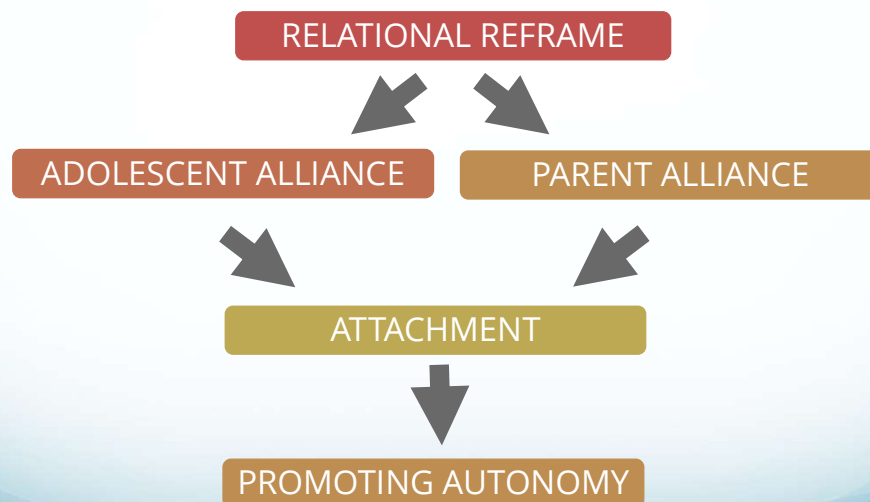 RELATIONAL REFRAME
ADOLESCENT ALLIANCE
PARENT ALLIANCE
ATTACHMENT
PROMOTING AUTONOMY